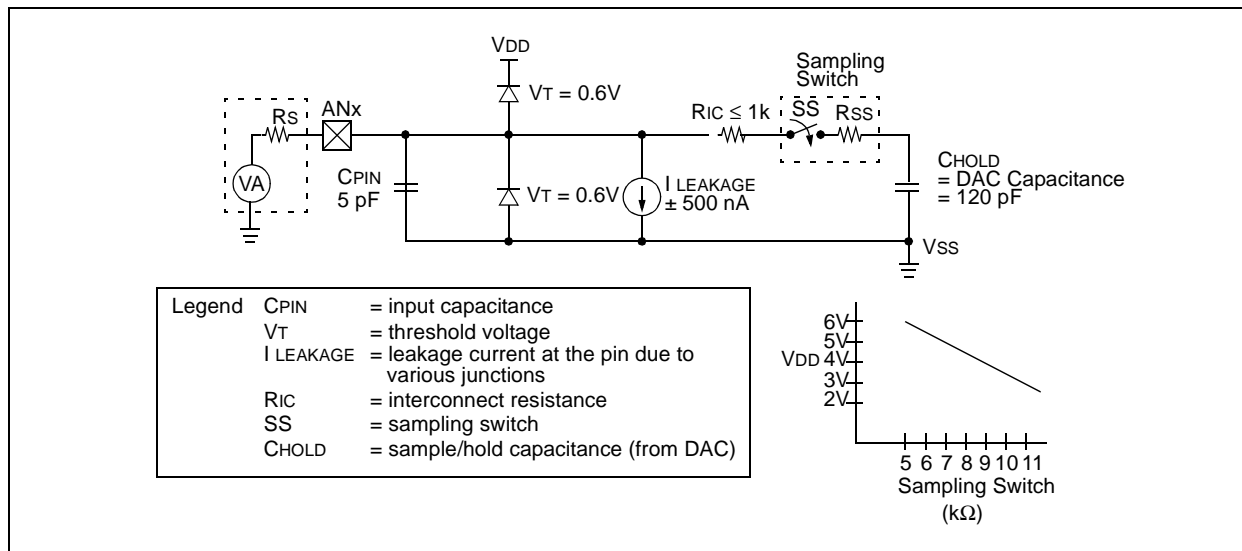 VDD
Sampling
Switch
VT = 0.6V
RS
ANx
RIC ≤ 1k
SS
RSS
VA
CPIN
5 pF
VT = 0.6V
I LEAKAGE
± 500 nA
CHOLD
= DAC Capacitance
= 120 pF
VSS
Legend CPIN = input capacitance
VT = threshold voltage
I LEAKAGE = leakage current at the pin due to
various junctions
RIC = interconnect resistance
SS = sampling switch
CHOLD = sample/hold capacitance (from DAC)
6V
5V
VDD 4V
3V
2V
5 6 7 8 9 10 11
Sampling Switch
(kΩ)